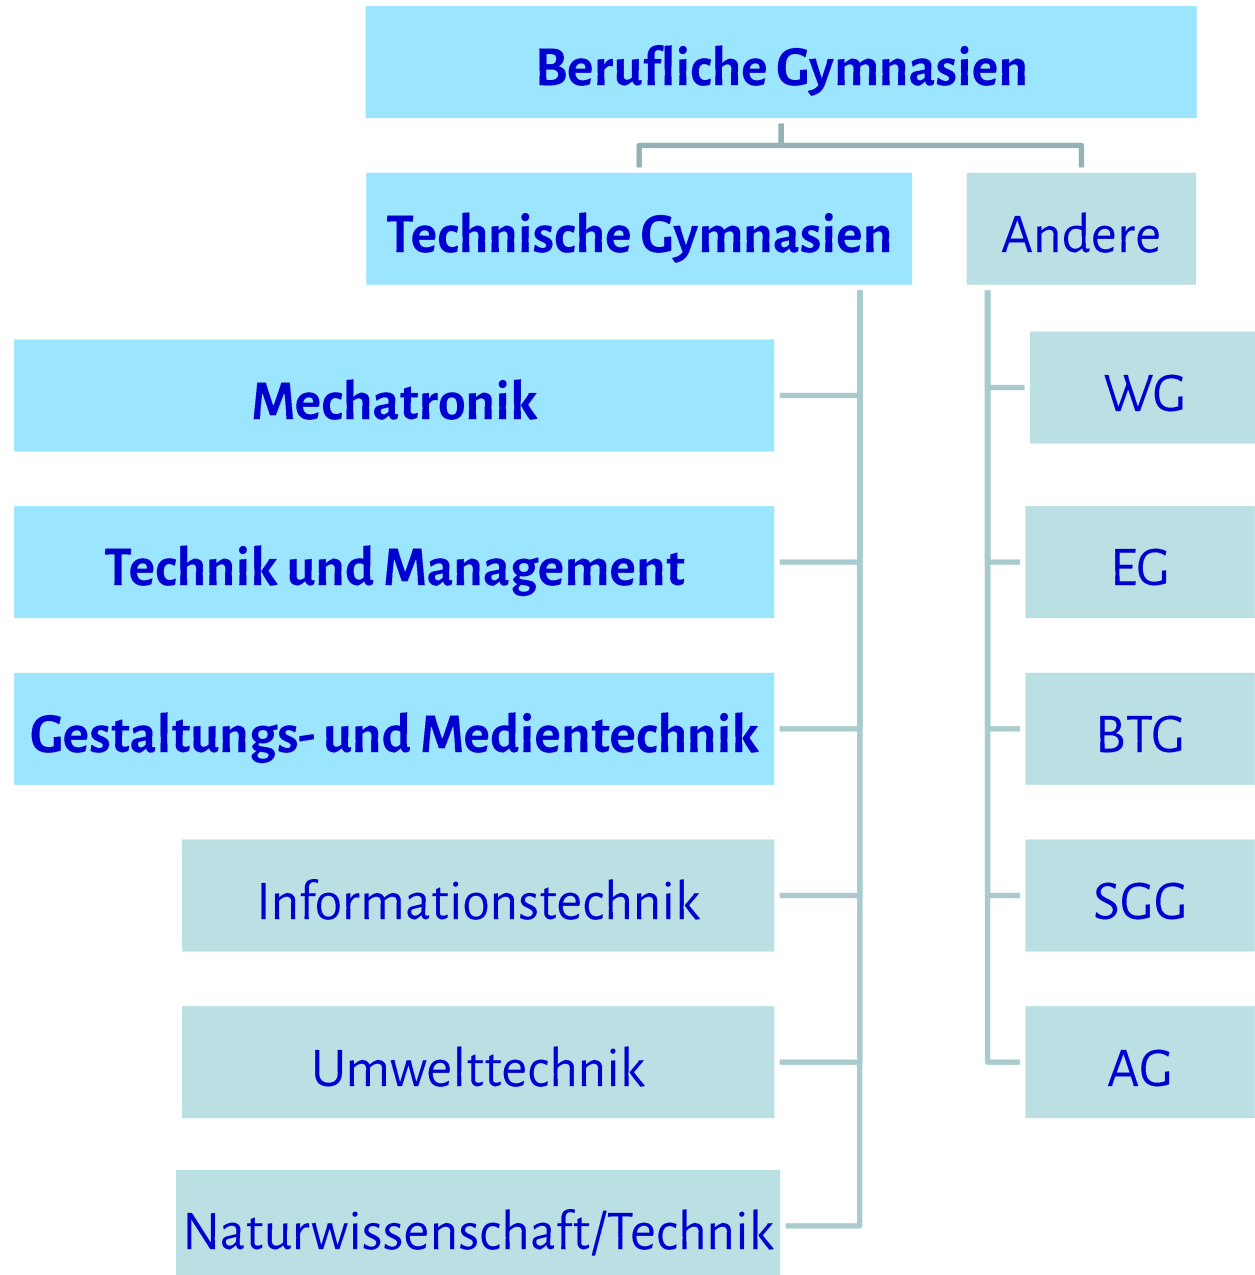 Berufliche Gymnasien
Technische Gymnasien
Andere
Mechatronik
Technik und Management
Gestaltungs- und Medientechnik
Informationstechnik
Umwelttechnik
Naturwissenschaft/Technik
WG
EG
BTG
SGG
AG